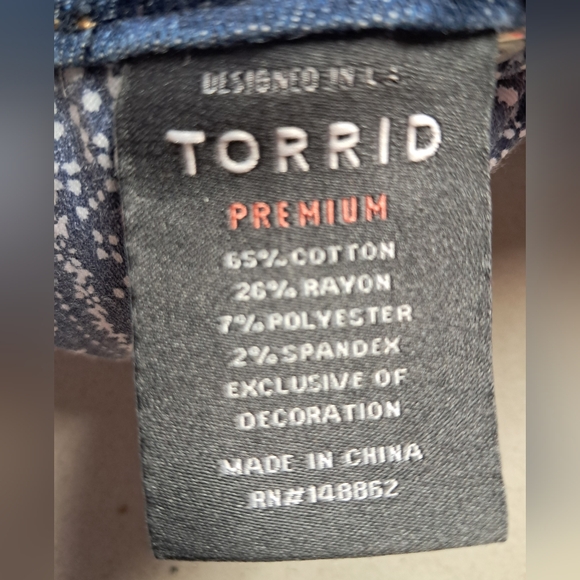 DESIGNED IN L.A.
TORRID
PREMIUM
65% COTTON
26% RAYON
7% POLYESTER
2% SPANDEX
EXCLUSIVE OF
DECORATION
MADE IN CHINA
RN#148862